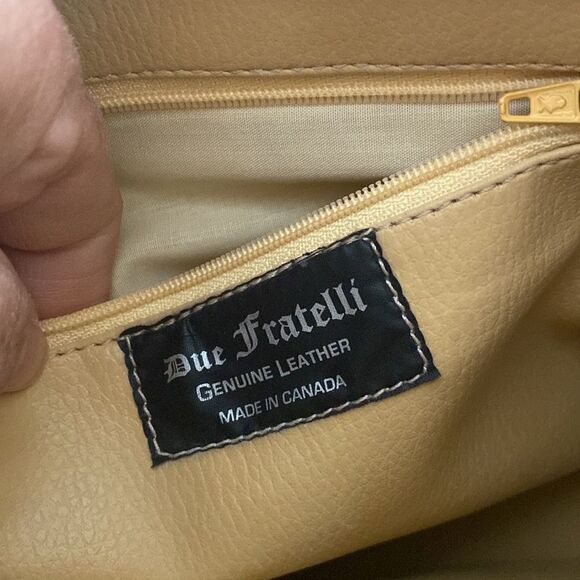 Due Fratelli
GENUINE LEATHER
MADE IN CANADA